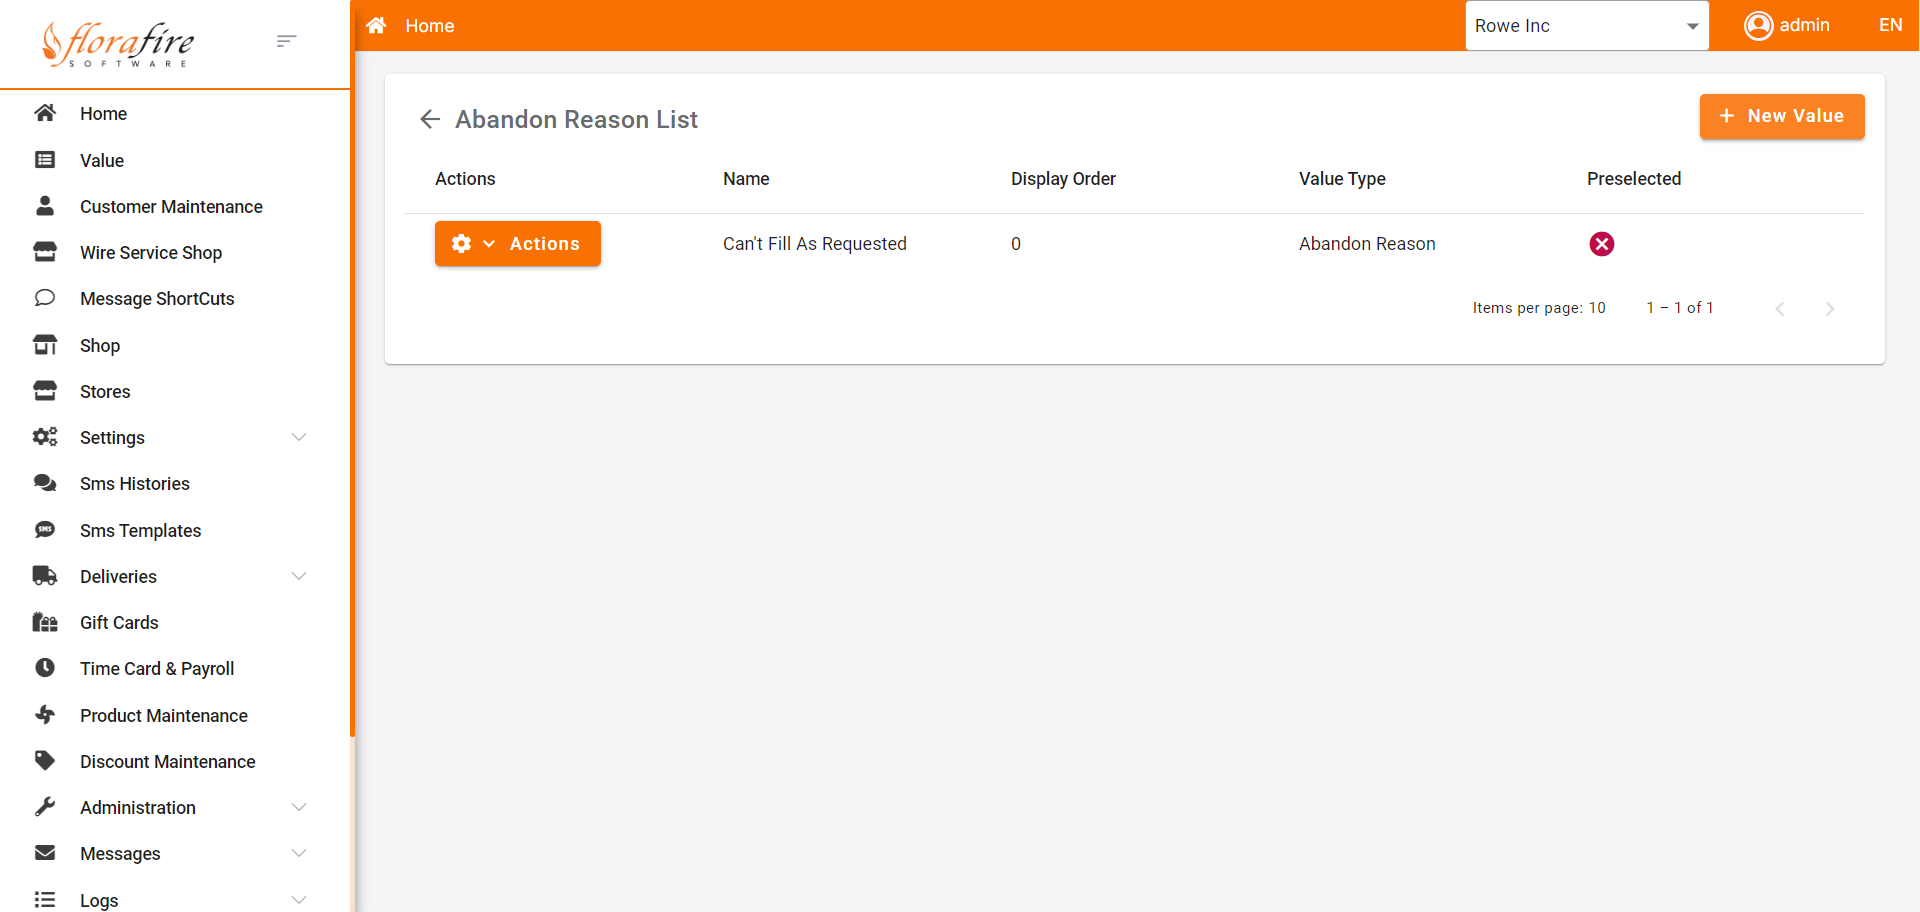 florafire
SOFTWARE
Home
Rowe Inc
admin
EN
Home
Value
Customer Maintenance
Wire Service Shop
Message ShortCuts
Shop
Stores
Settings
Sms Histories
SMS
Sms Templates
Deliveries
Gift Cards
Time Card & Payroll
Product Maintenance
Discount Maintenance
Administration
Messages
Logs
Abandon Reason List
New Value
Actions Name Display Order Value Type Preselected
Actions Can't Fill As Requested 0 Abandon Reason
Items per page: 10 1 – 1 of 1